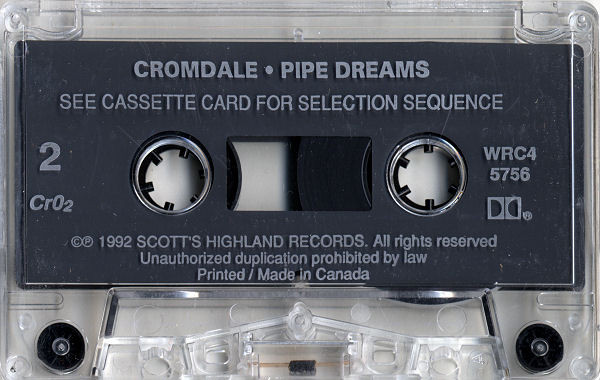 CROMDALE • PIPE DREAMS
SEE CASSETTE CARD FOR SELECTION SEQUENCE
2
CrO2
WRC4
5756
©℗ 1992 SCOTT'S HIGHLAND RECORDS. All rights reserved
Unauthorized duplication prohibited by law
Printed / Made in Canada